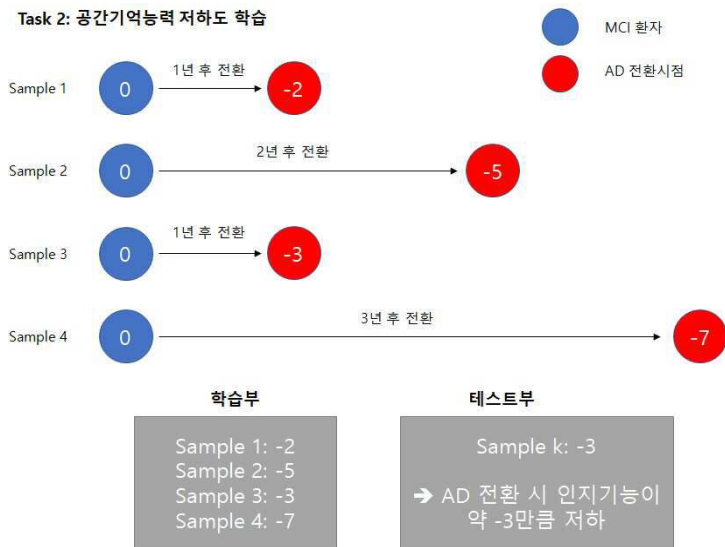 Task 2: 공간기억능력 저하도 학습
MCI 환자
AD 전환시점
Sample 1
0
1년 후 전환
-2
Sample 2
0
2년 후 전환
-5
Sample 3
0
1년 후 전환
-3
Sample 4
0
3년 후 전환
-7
학습부
Sample 1: -2
Sample 2: -5
Sample 3: -3
Sample 4: -7
테스트부
Sample k: -3
➔ AD 전환 시 인지기능이
약 -3만큼 저하